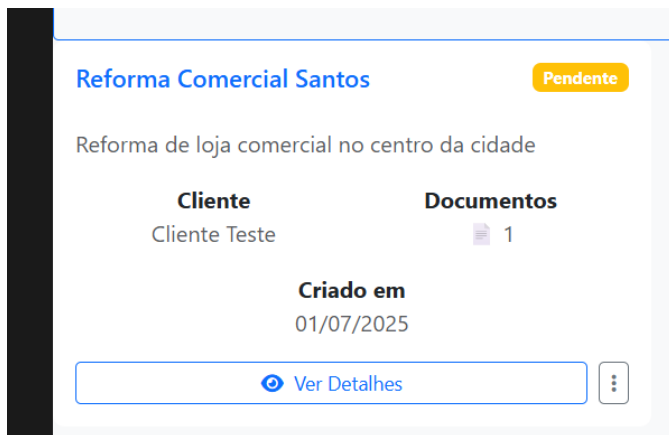 Reforma Comercial Santos
Pendente
Reforma de loja comercial no centro da cidade
Cliente
Cliente Teste
Documentos
1
Criado em
01/07/2025
Ver Detalhes